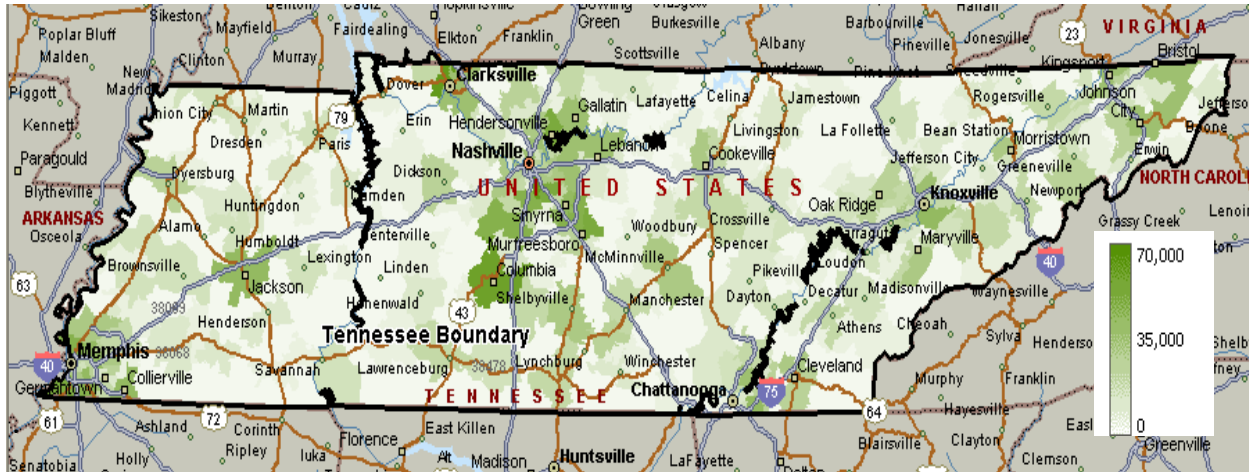 Sikeston
Elkton
Franklin
Green
Burkesville
Barbourville
Harlan
Poplar Bluff
Mayfield
Fairdealing
Scottsville
Albany
Pineville
Jonesville
23
VIRGINIA
Malden
Clinton
Murray
Kingsport
Bristol
New
Madrid
Clarksville
Piggott
Dover
Celina
Jamestown
Rogersville
Johnson
City
Jefferson
Union City
Martin
79
Erin
Gallatin
Lafayette
Hendersonville
Livingston
La Follette
Bean Station
Boone
Kennett
Dresden
Paris
Morristown
Paragould
Nashville
Lebanon
Cookeville
Jefferson City
Greeneville
Erwin
Blytheville
Dyersburg
Dickson
UNITED STATES
Knoxville
Newport
NORTH CAROL
ARKANSAS
Huntingdon
Camden
Smyrna
Oak Ridge
Grassy Creek
Lenoir
Osceola
Alamo
Humboldt
Centerville
Murfreesboro
Woodbury
Crossville
Farragut
Maryville
Spencer
63
Brownsville
Lexington
Linden
Columbia
McMinnville
Pikeville
Loudon
40
70,000
Jackson
Hohenwald
Shelbyville
Manchester
Dayton
Decatur
Madisonville
Waynesville
38099
43
Henderson
Tennessee Boundary
Athens
Cheoah
Sylva
Henderson
35,000
Shelby
40
Memphis
38068
Savannah
Lawrenceburg
38478
Lynchburg
Winchester
Cleveland
Germantown
Collierville
TENNESSEE
Chattanooga
75
Murphy
Franklin
61
72
64
Hayesville
0
Ashland
Corinth
Florence
East Killen
Clayton
Greenville
Senatobia
Holly
Ripley
Iuka
Alt
Madison
Huntsville
LaFayette
Blairsville
Clemson